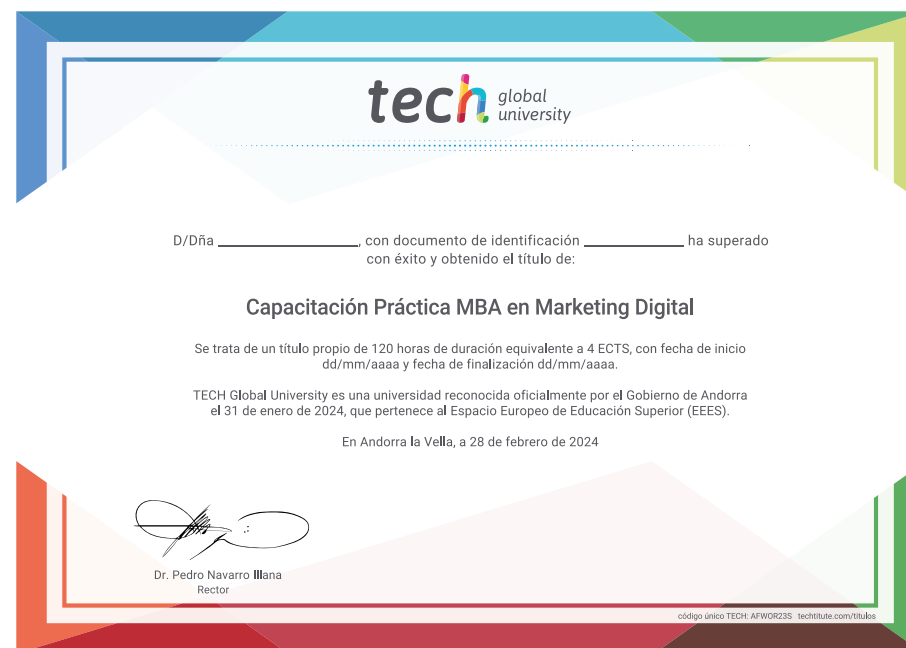 tech global university
D/Dña ________________, con documento de identificación ____________ ha superado
con éxito y obtenido el título de:
Capacitación Práctica MBA en Marketing Digital
Se trata de un título propio de 120 horas de duración equivalente a 4 ECTS, con fecha de inicio
dd/mm/aaaa y fecha de finalización dd/mm/aaaa.
TECH Global University es una universidad reconocida oficialmente por el Gobierno de Andorra
el 31 de enero de 2024, que pertenece al Espacio Europeo de Educación Superior (EEES).
En Andorra la Vella, a 28 de febrero de 2024
Dr. Pedro Navarro Illana
Rector
código único TECH: AFWOR23S techtitute.com/titulos